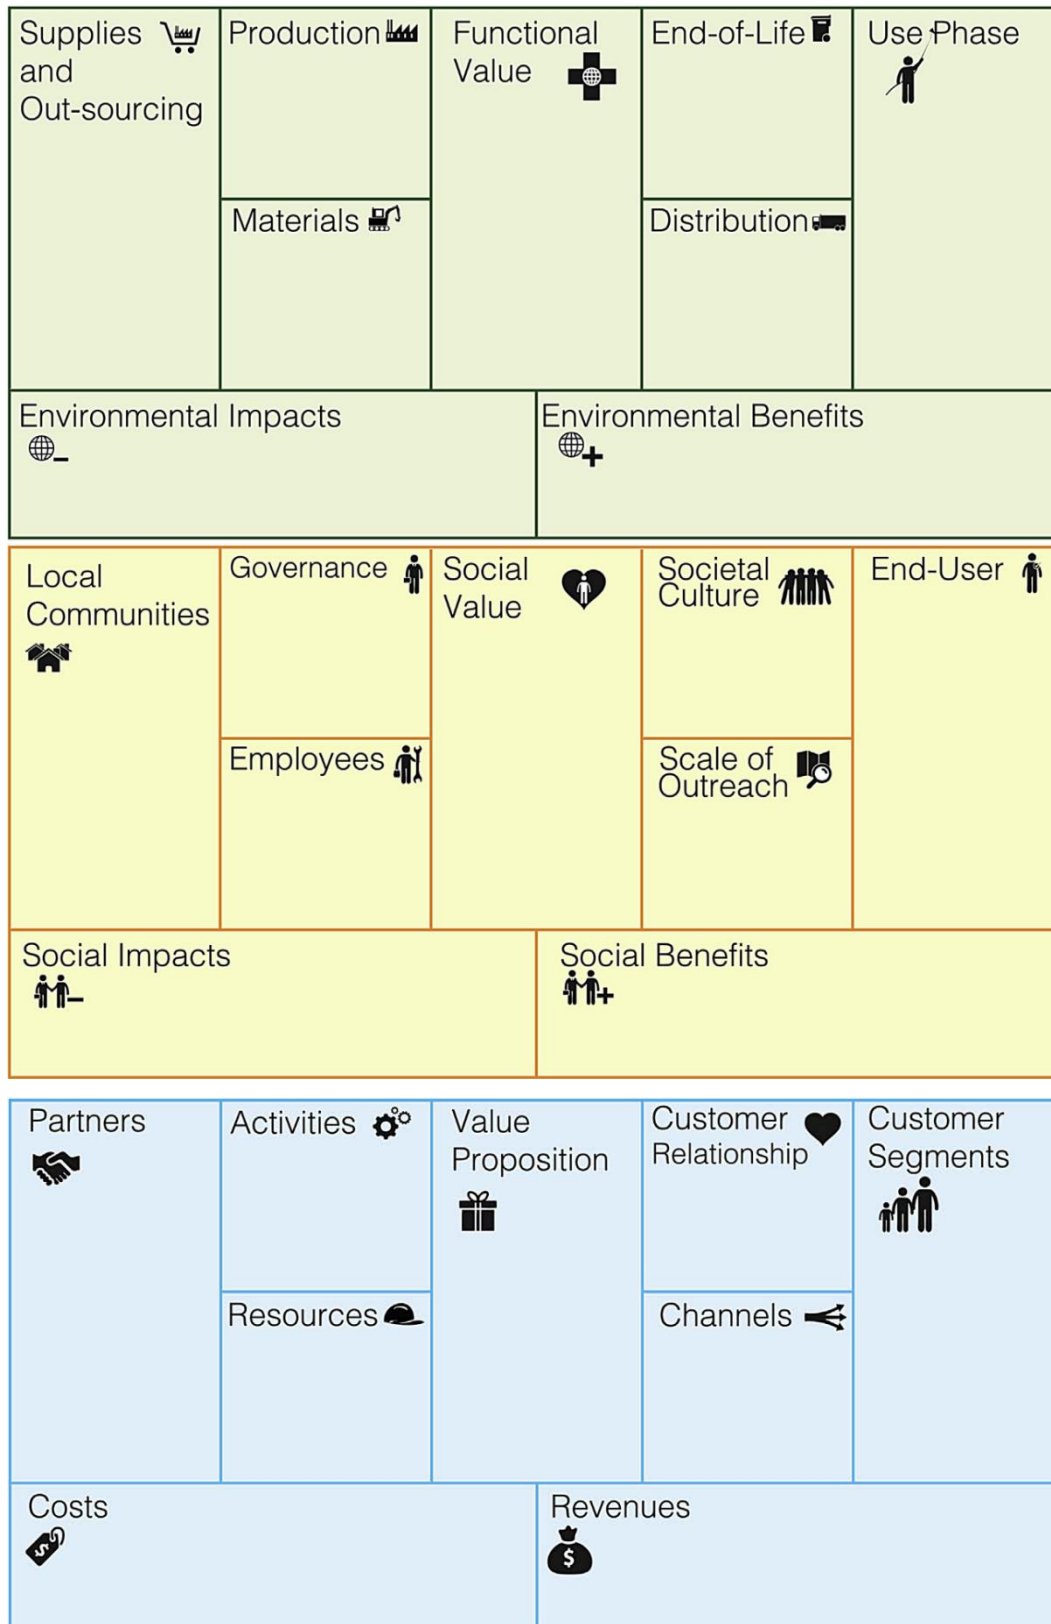 Supplies
and
Out-sourcing
Production
Materials
Functional
Value
End-of-Life
Distribution
Use Phase
Environmental Impacts
Environmental Benefits
Local
Communities
Governance
Employees
Social
Value
Societal
Culture
Scale of
Outreach
End-User
Social Impacts
Social Benefits
Partners
Activities
Resources
Value
Proposition
Customer
Relationship
Channels
Customer
Segments
Costs
$
Revenues
$